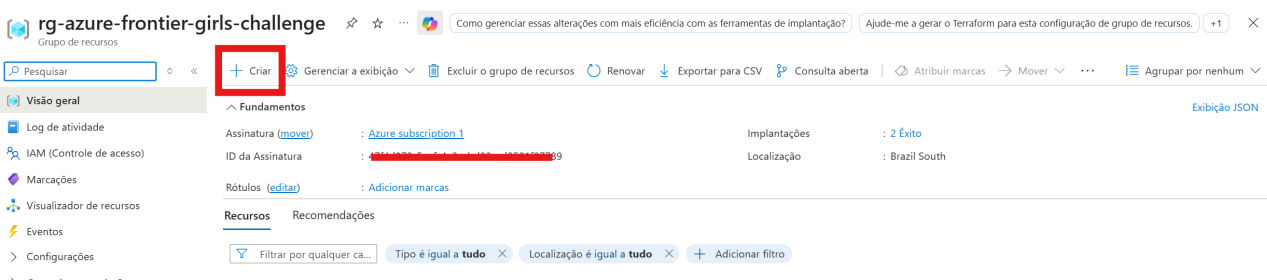 rg-azure-frontier-girls-challenge
Grupo de recursos
Como gerenciar essas alterações com mais eficiência com as ferramentas de implantação?
Ajude-me a gerar o Terraform para esta configuração de grupo de recursos.
+1
Pesquisar
Criar
Gerenciar a exibição
Excluir o grupo de recursos
Renovar
Exportar para CSV
Consulta aberta
Atribuir marcas
Mover
Agrupar por nenhum
Visão geral
Log de atividade
IAM (Controle de acesso)
Marcações
Visualizador de recursos
Eventos
Configurações
Fundamentos
Exibição JSON
Assinatura (mover) : Azure subscription 1
Implantações : 2 Êxito
ID da Assinatura :
Localização : Brazil South
Rótulos (editar) : Adicionar marcas
Recursos Recomendações
Filtrar por qualquer ca...
Tipo é igual a tudo
Localização é igual a tudo
Adicionar filtro